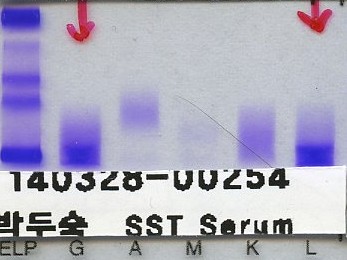 140328-00254
박두숙 SST Serum
ELP G A M K L